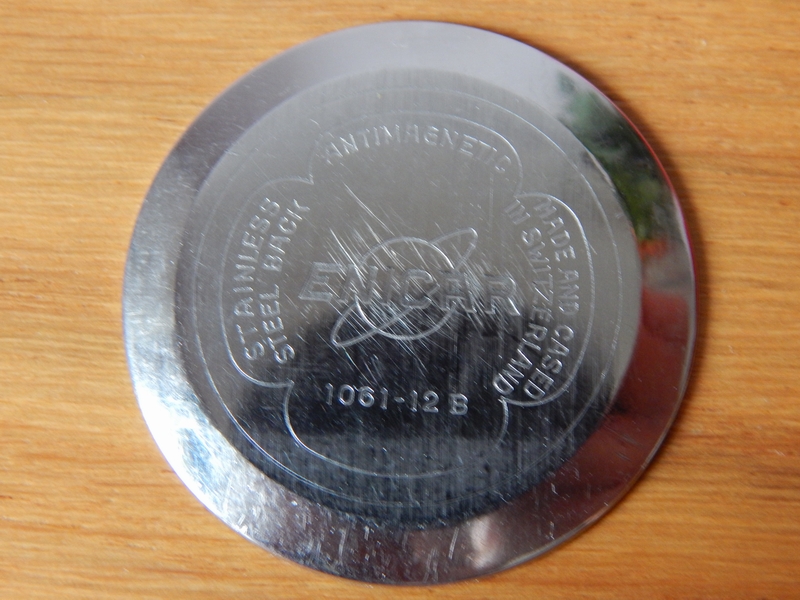 ANTIMAGNETIC
STAINLESS
STEEL BACK
ENICAR
MADE AND CASED
IN SWITZERLAND
1061-12 B